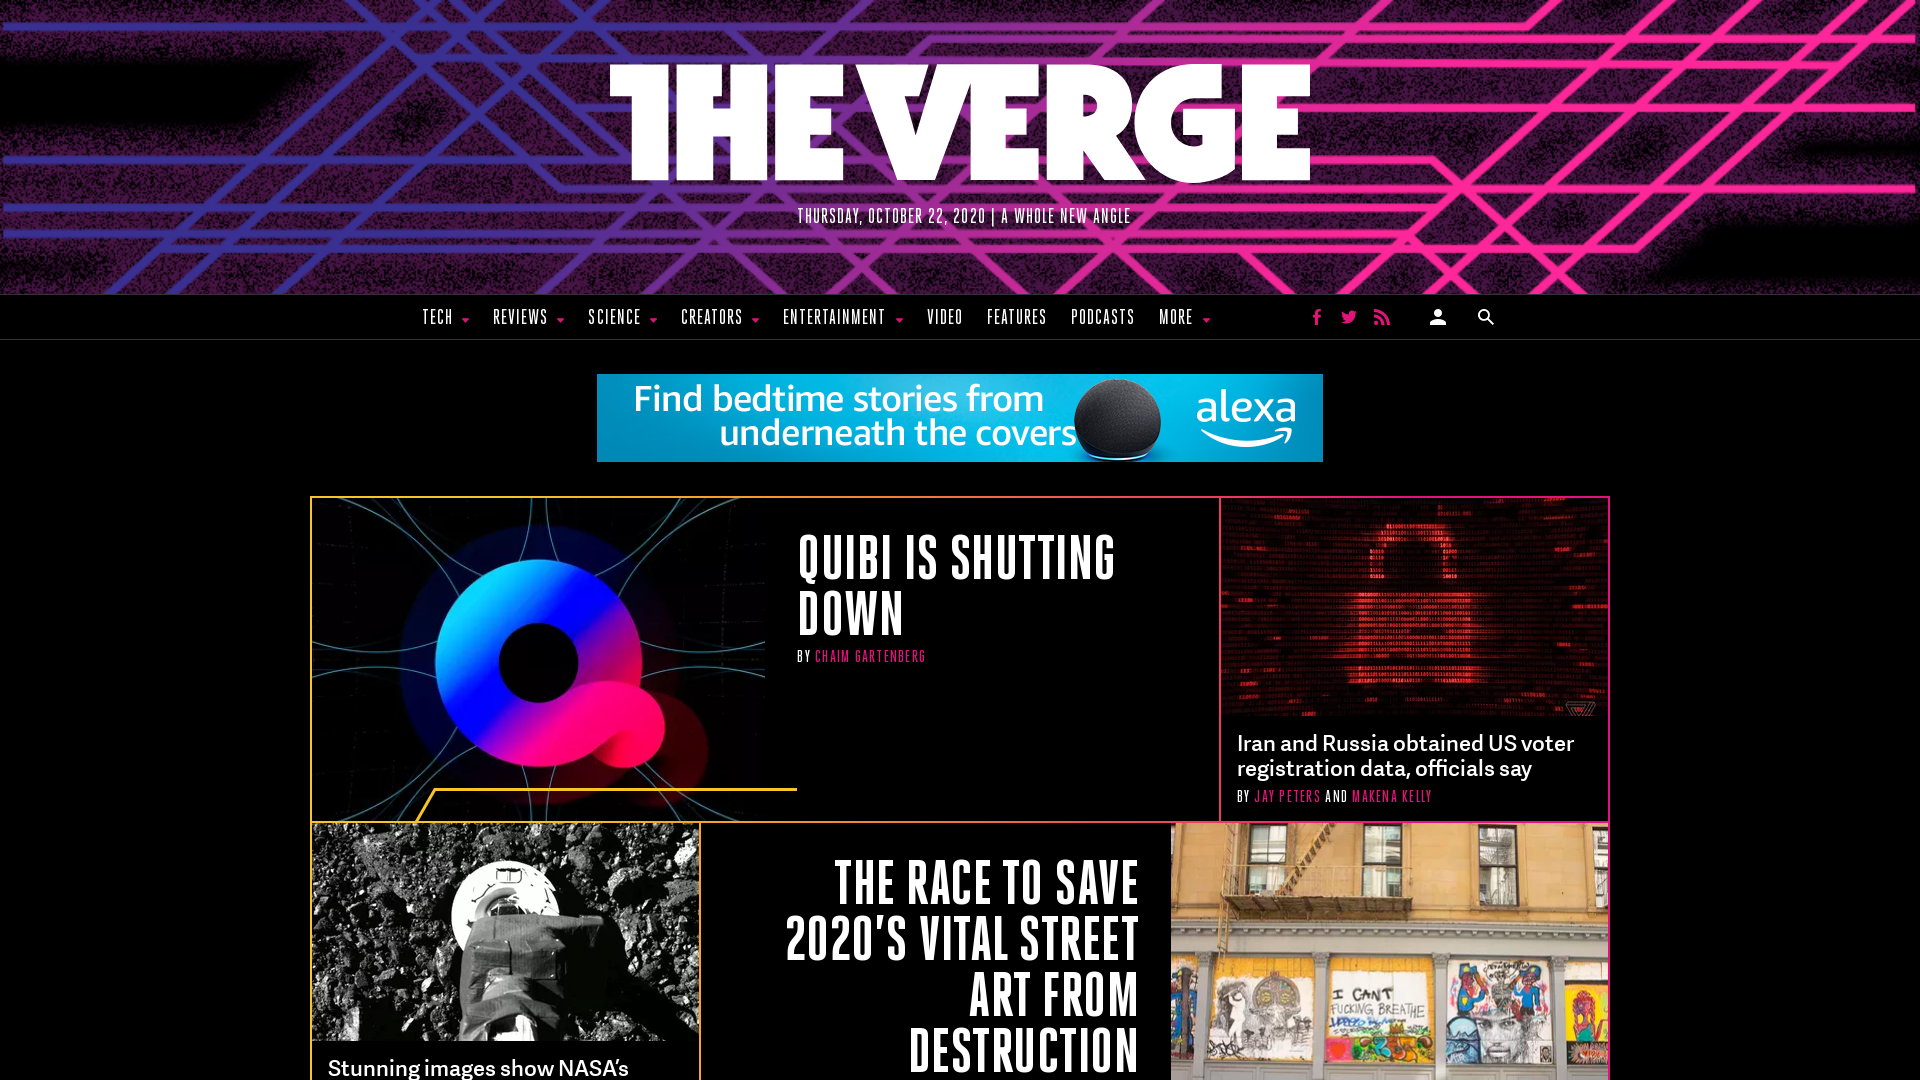 THE VERGE
THURSDAY, OCTOBER 22, 2020 | A WHOLE NEW ANGLE
TECH REVIEWS SCIENCE CREATORS ENTERTAINMENT VIDEO FEATURES PODCASTS MORE
Find bedtime stories from
underneath the covers
alexa
QUIBI IS SHUTTING
DOWN
BY CHAIM GARTENBERG
Iran and Russia obtained US voter
registration data, officials say
BY JAY PETERS AND MAKENA KELLY
Stunning images show NASA’s
THE RACE TO SAVE
2020’S VITAL STREET
ART FROM
DESTRUCTION
I CANT
FUCKING BREATHE